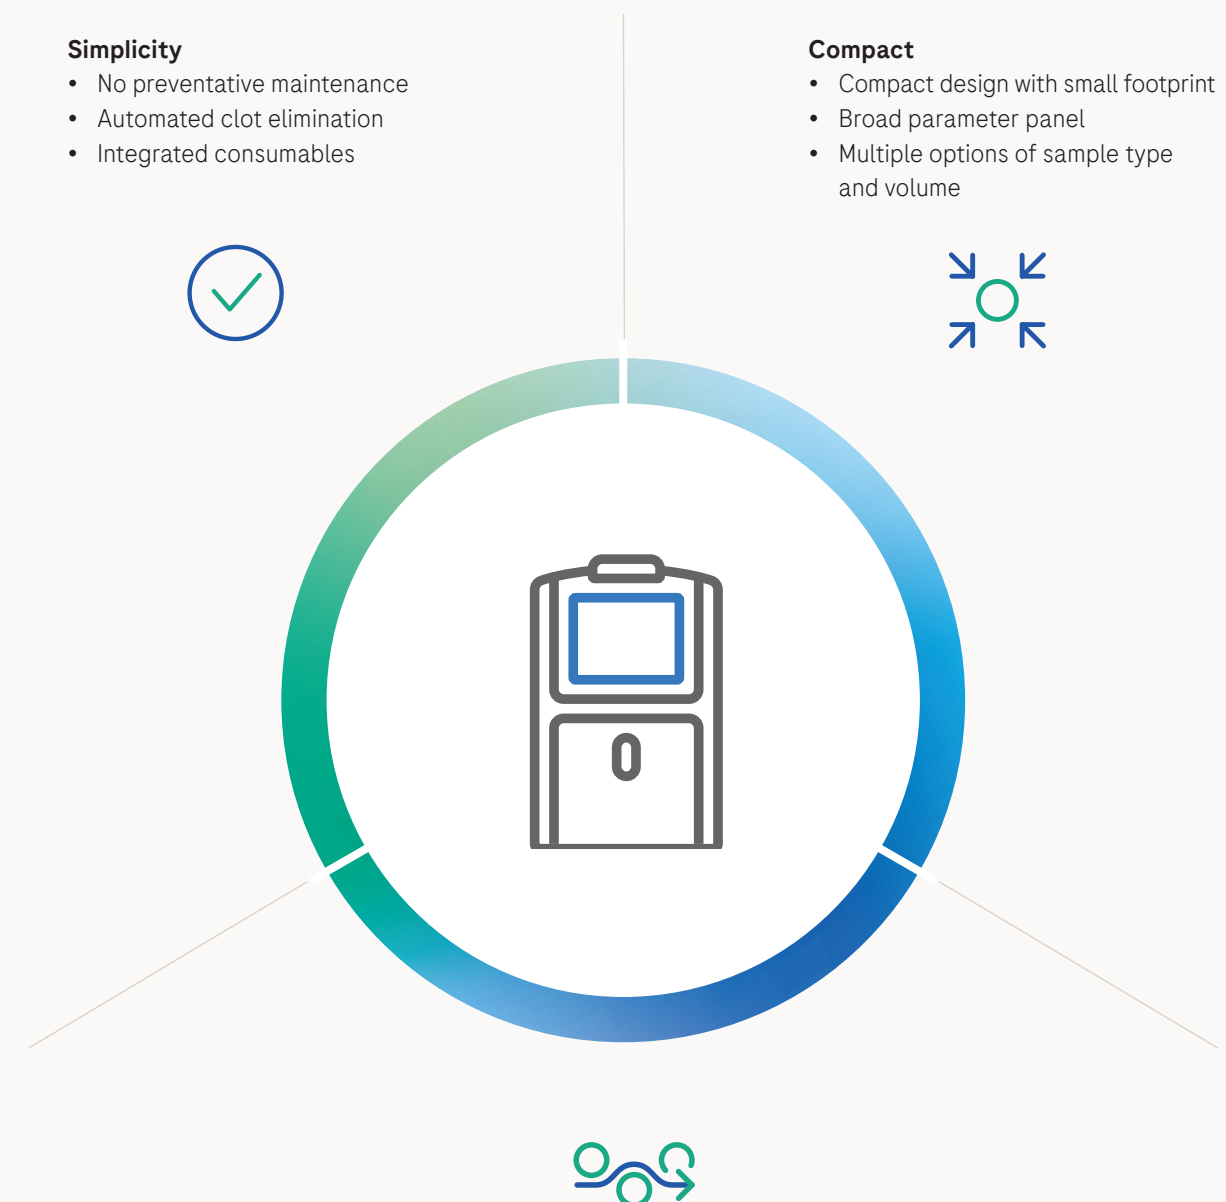 Simplicity
• No preventative maintenance
• Automated clot elimination
• Integrated consumables
Compact
• Compact design with small footprint
• Broad parameter panel
• Multiple options of sample type
and volume